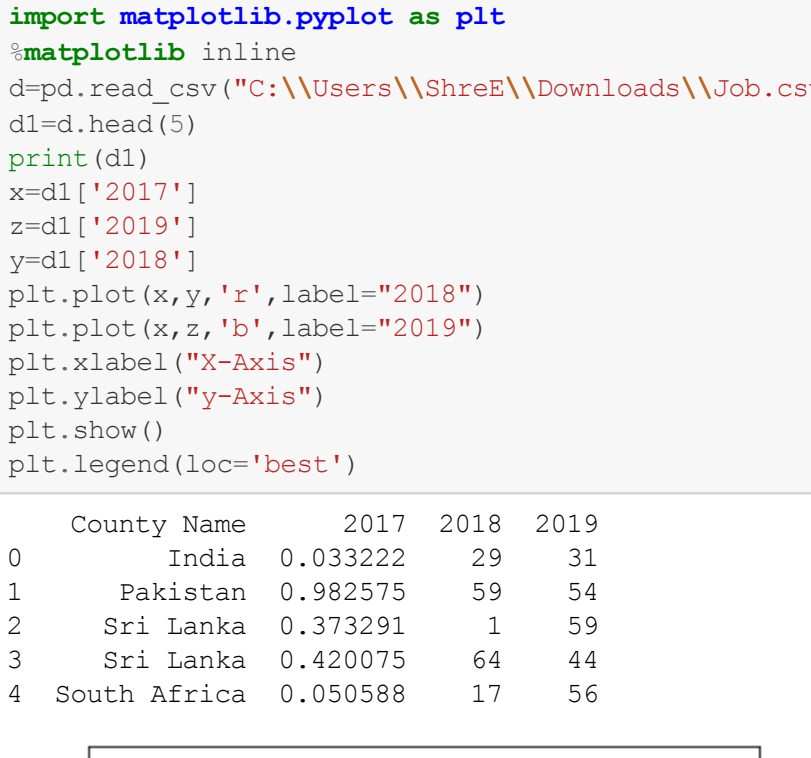 import matplotlib.pyplot as plt
%matplotlib inline
d=pd.read_csv("C:\\Users\\ShreE\\Downloads\\Job.cs
d1=d.head(5)
print(d1)
x=d1['2017']
z=d1['2019']
y=d1['2018']
plt.plot(x,y,'r',label="2018")
plt.plot(x,z,'b',label="2019")
plt.xlabel("X-Axis")
plt.ylabel("y-Axis")
plt.show()
plt.legend(loc='best')
County Name 2017 2018 2019
0 India 0.033222 29 31
1 Pakistan 0.982575 59 54
2 Sri Lanka 0.373291 1 59
3 Sri Lanka 0.420075 64 44
4 South Africa 0.050588 17 56